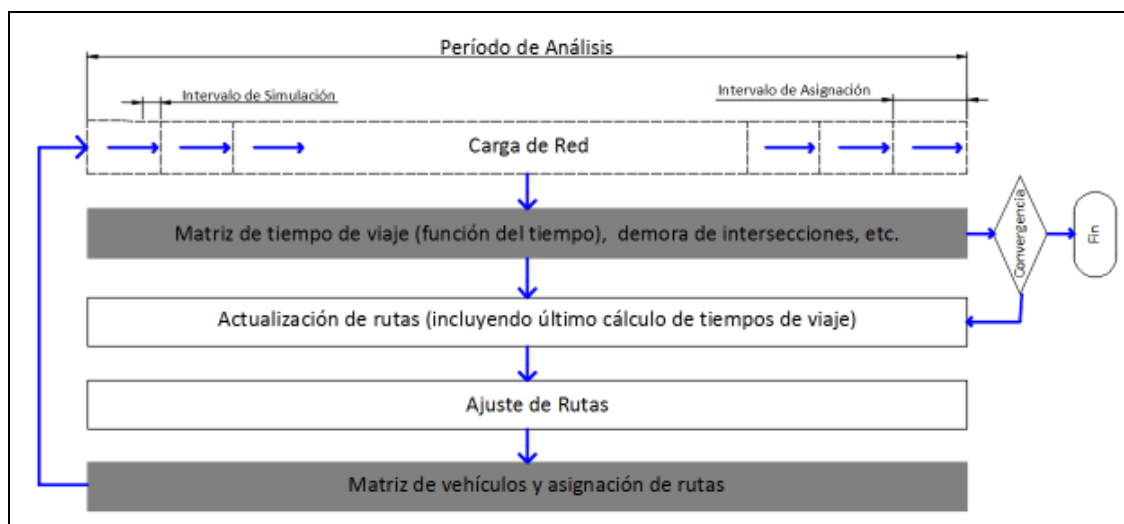 Período de Análisis
Intervalo de Simulación
Intervalo de Asignación
Carga de Red
Matriz de tiempo de viaje (función del tiempo), demora de intersecciones, etc.
Convergencia
Fin
Actualización de rutas (incluyendo último cálculo de tiempos de viaje)
Ajuste de Rutas
Matriz de vehículos y asignación de rutas